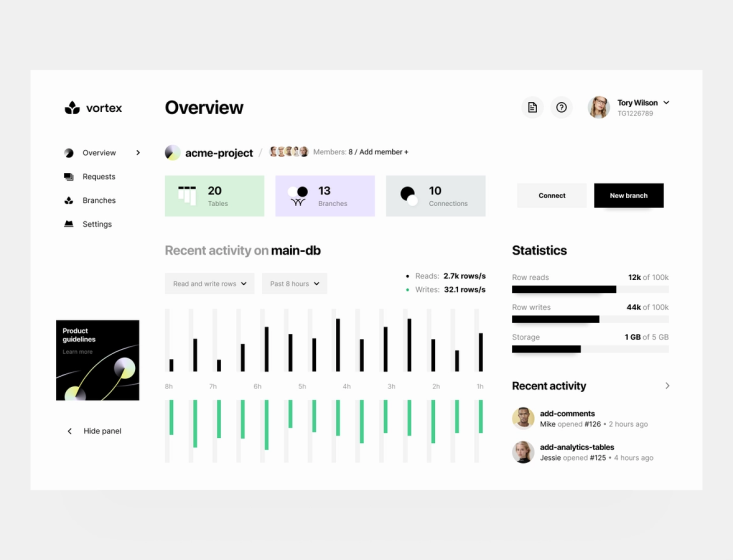 vortex
Overview
Tory Wilson
TG1226789
Overview
Requests
Branches
Settings
Product
guidelines
Learn more
Hide panel
acme-project / Members: 8 / Add member +
20
Tables
13
Branches
10
Connections
Connect
New branch
Recent activity on main-db
Read and write rows
Past 8 hours
• Reads: 2.7k rows/s
• Writes: 32.1 rows/s
8h 7h 6h 5h 4h 3h 2h 1h
Statistics
Row reads 12k of 100k
Row writes 44k of 100k
Storage 1 GB of 5 GB
Recent activity
add-comments
Mike opened #126 • 2 hours ago
add-analytics-tables
Jessie opened #125 • 4 hours ago